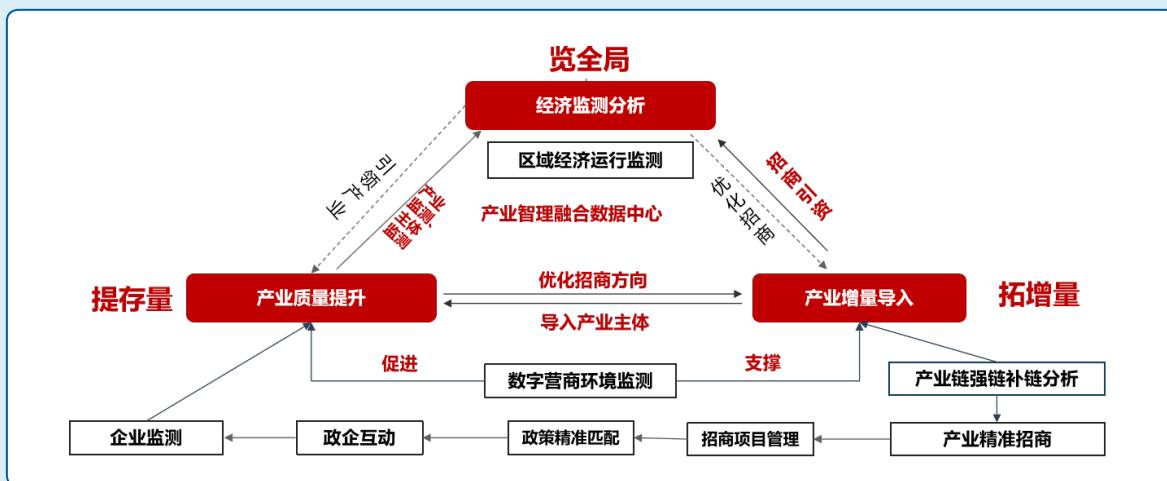 览全局
经济监测分析
区域经济运行监测
引领产业
产业
监测、
主体
监测
产业智理融合数据中心
优化招商
招商引资
提存量
产业质量提升
优化招商方向
导入产业主体
产业增量导入
拓增量
促进
数字营商环境监测
支撑
产业链强链补链分析
企业监测
政企互动
政策精准匹配
招商项目管理
产业精准招商